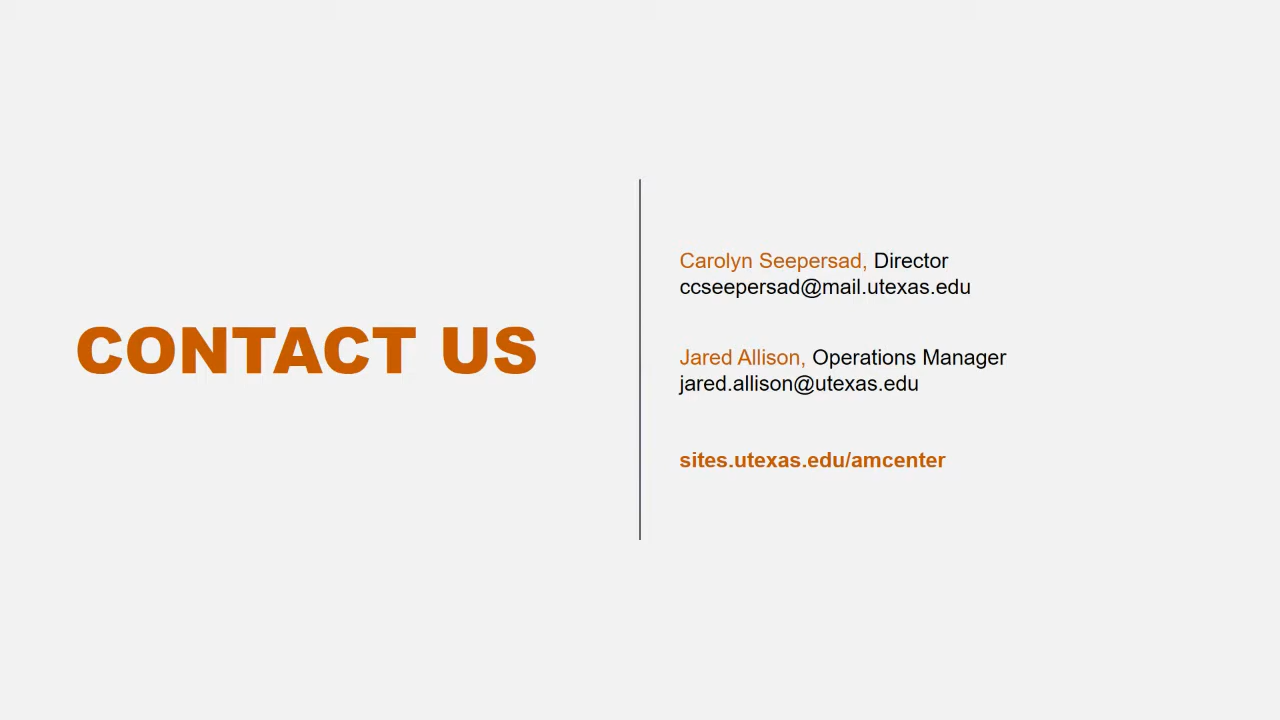 CONTACT US
Carolyn Seepersad, Director
ccseepersad@mail.utexas.edu
Jared Allison, Operations Manager
jared.allison@utexas.edu
sites.utexas.edu/amcenter